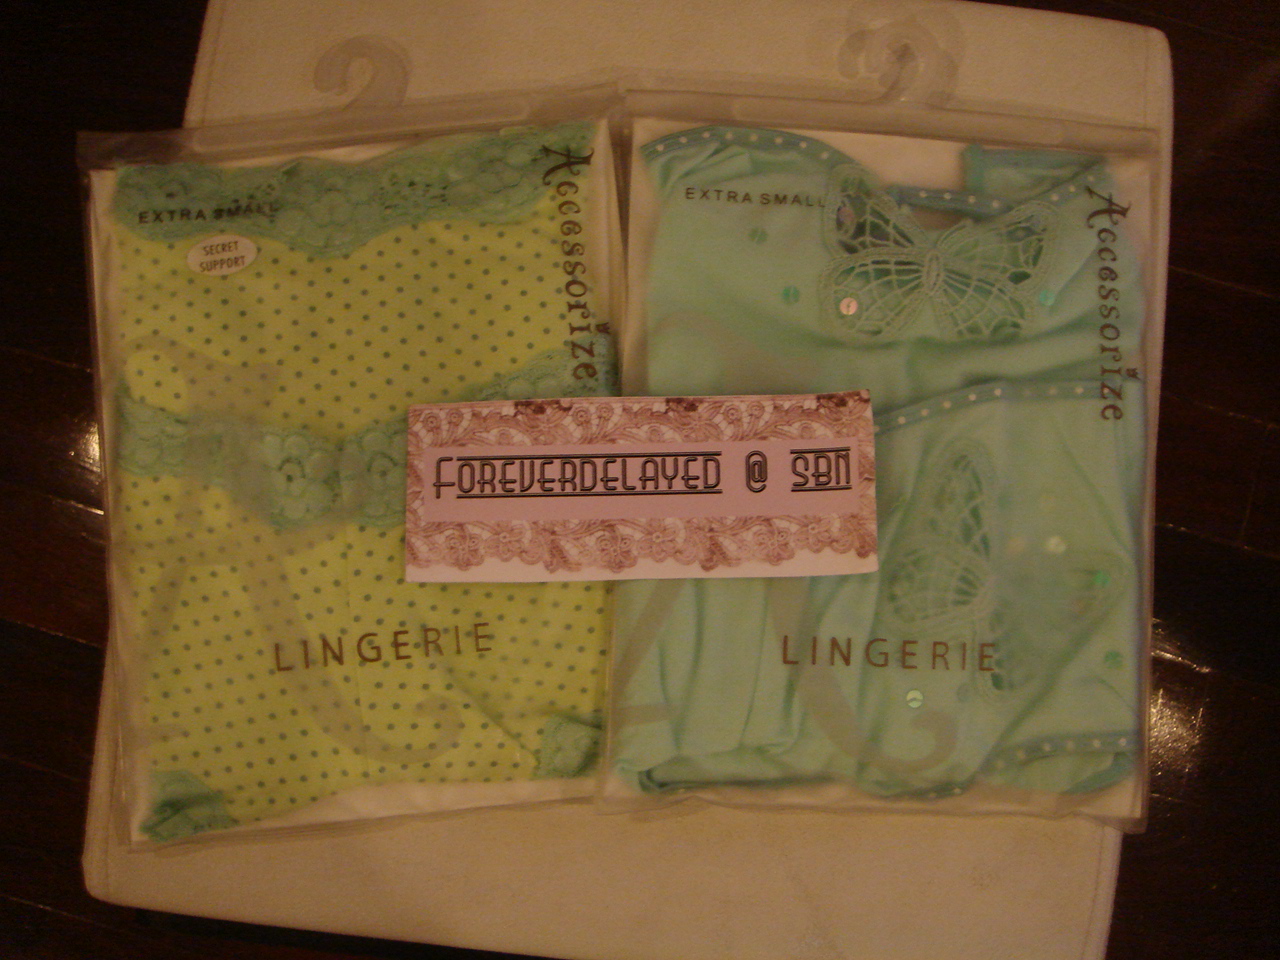 EXTRA SMALL
SECRET
SUPPORT
Accessorize
LINGERIE
EXTRA SMALL
Accessorize
LINGERIE
FOREVERDELAYED @ SBN